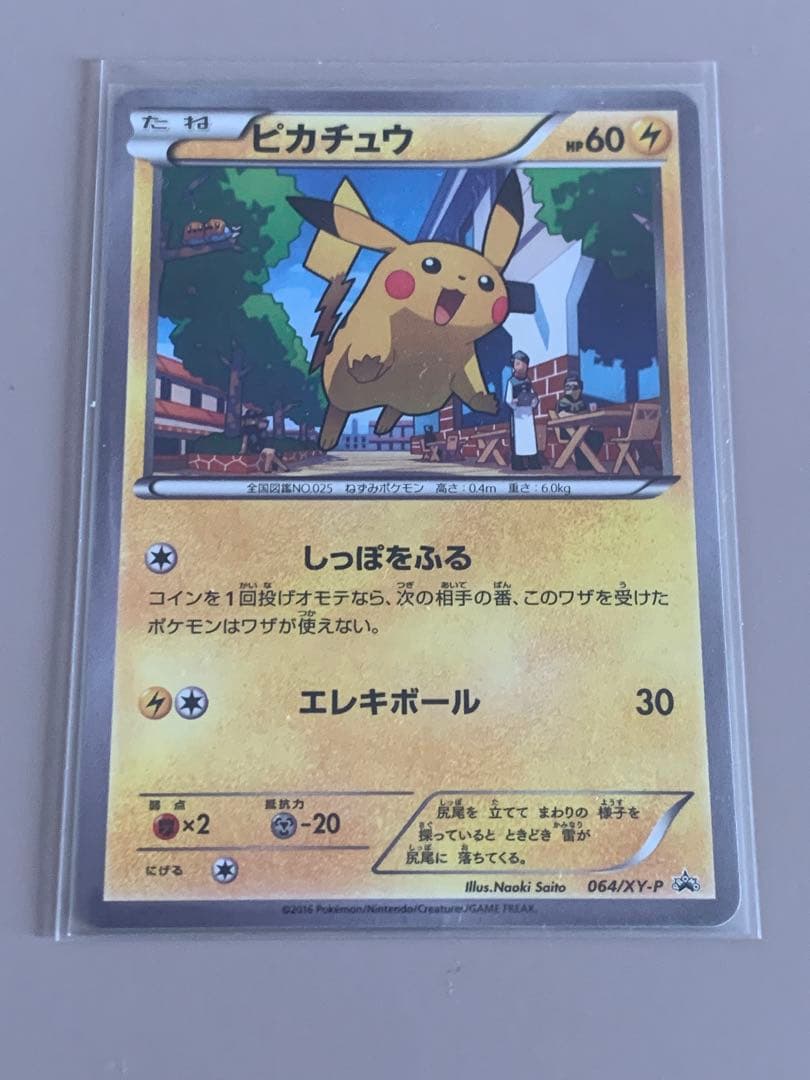 たね ピカチュウ HP60
全国図鑑NO.025 ねずみポケモン 高さ:0.4m 重さ:6.0kg
しっぽをふる
コインを1回投げオモテなら、次の相手の番、このワザを受けた
ポケモンはワザが使えない。
エレキボール 30
弱点 抵抗力
×2 -20
にげる
尻尾を 立てて まわりの 様子を
探っていると ときどき 雷が
尻尾に 落ちてくる。
Illus.Naoki Saito 064/XY-P
©2016 Pokémon/Nintendo/Creatures/GAME FREAK.